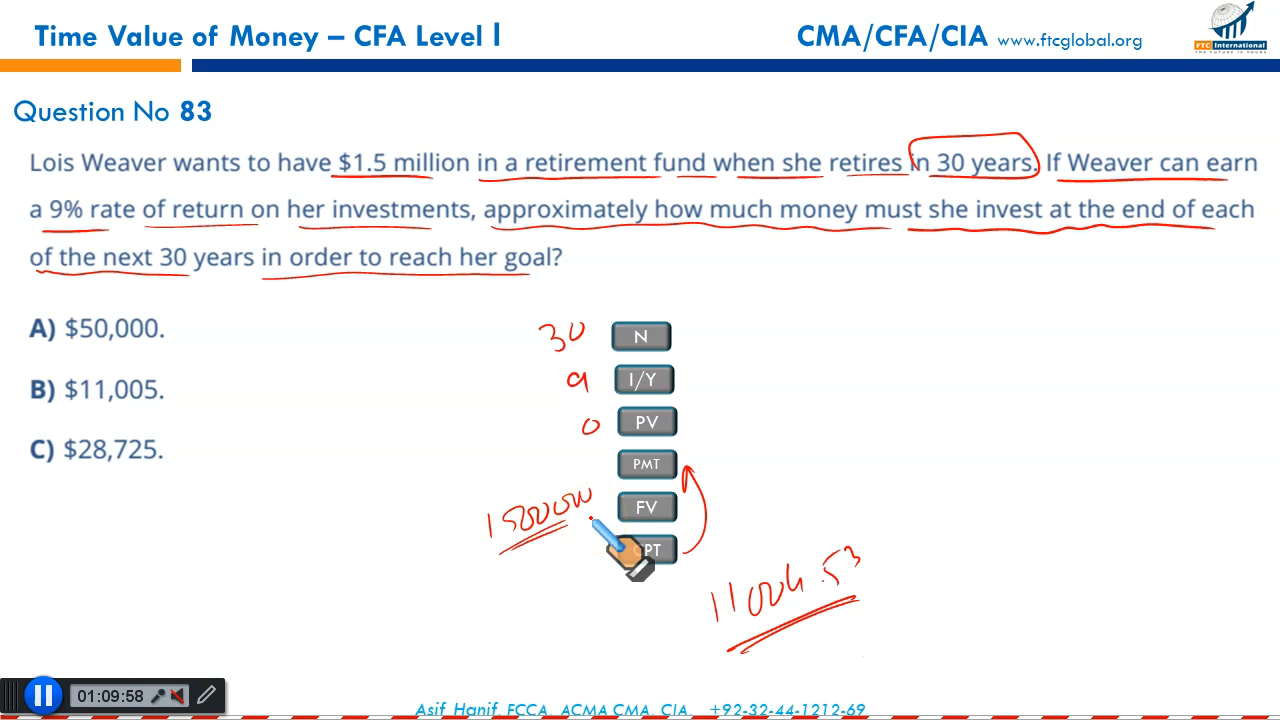 Time Value of Money – CFA Level I
CMA/CFA/CIA www.ftcglobal.org
FTC International
THE FUTURE IS YOURS
Question No 83
Lois Weaver wants to have $1.5 million in a retirement fund when she retires in 30 years. If Weaver can earn
a 9% rate of return on her investments, approximately how much money must she invest at the end of each
of the next 30 years in order to reach her goal?
A) $50,000.
B) $11,005.
C) $28,725.
30 N
9 I/Y
0 PV
PMT
1500000 FV
CPT
11004.53
01:09:58
Asif Hanif, FCCA, ACMA CMA, CIA, +92-32-44-1212-69